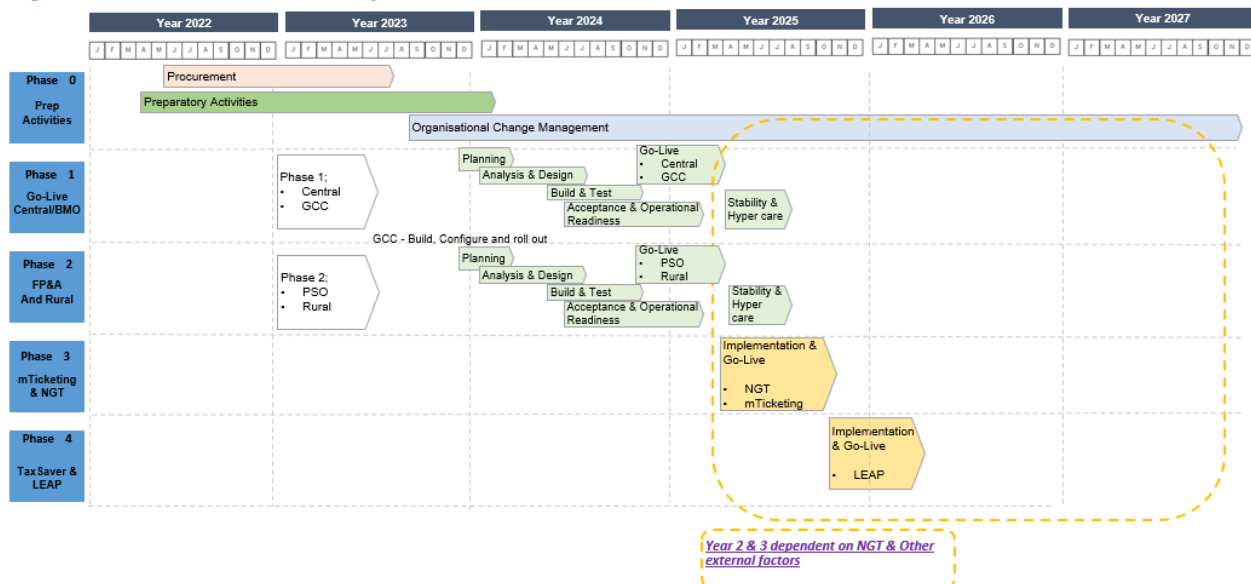 Year 2022
Year 2023
Year 2024
Year 2025
Year 2026
Year 2027
J F M A M J J A S O N D
J F M A M J J A S O N D
J F M A M J J A S O N D
J F M A M J J A S O N D
J F M A M J J A S O N D
J F M A M J J A S O N D
Phase 0
Prep
Activities
Procurement
Preparatory Activities
Organisational Change Management
Phase 1
Go-Live
Central/BMO
Phase 1;
• Central
• GCC
Planning
Analysis & Design
Build & Test
Acceptance & Operational
Readiness
Go-Live
• Central
• GCC
Stability &
Hyper care
GCC - Build, Configure and roll out
Phase 2
FP&A
And Rural
Phase 2;
• PSO
• Rural
Planning
Analysis & Design
Build & Test
Acceptance & Operational
Readiness
Go-Live
• PSO
• Rural
Stability &
Hyper
care
Phase 3
mTicketing
& NGT
Implementation &
Go-Live
• NGT
• mTicketing
Phase 4
TaxSaver &
LEAP
Implementation
& Go-Live
• LEAP
Year 2 & 3 dependent on NGT & Other
external factors